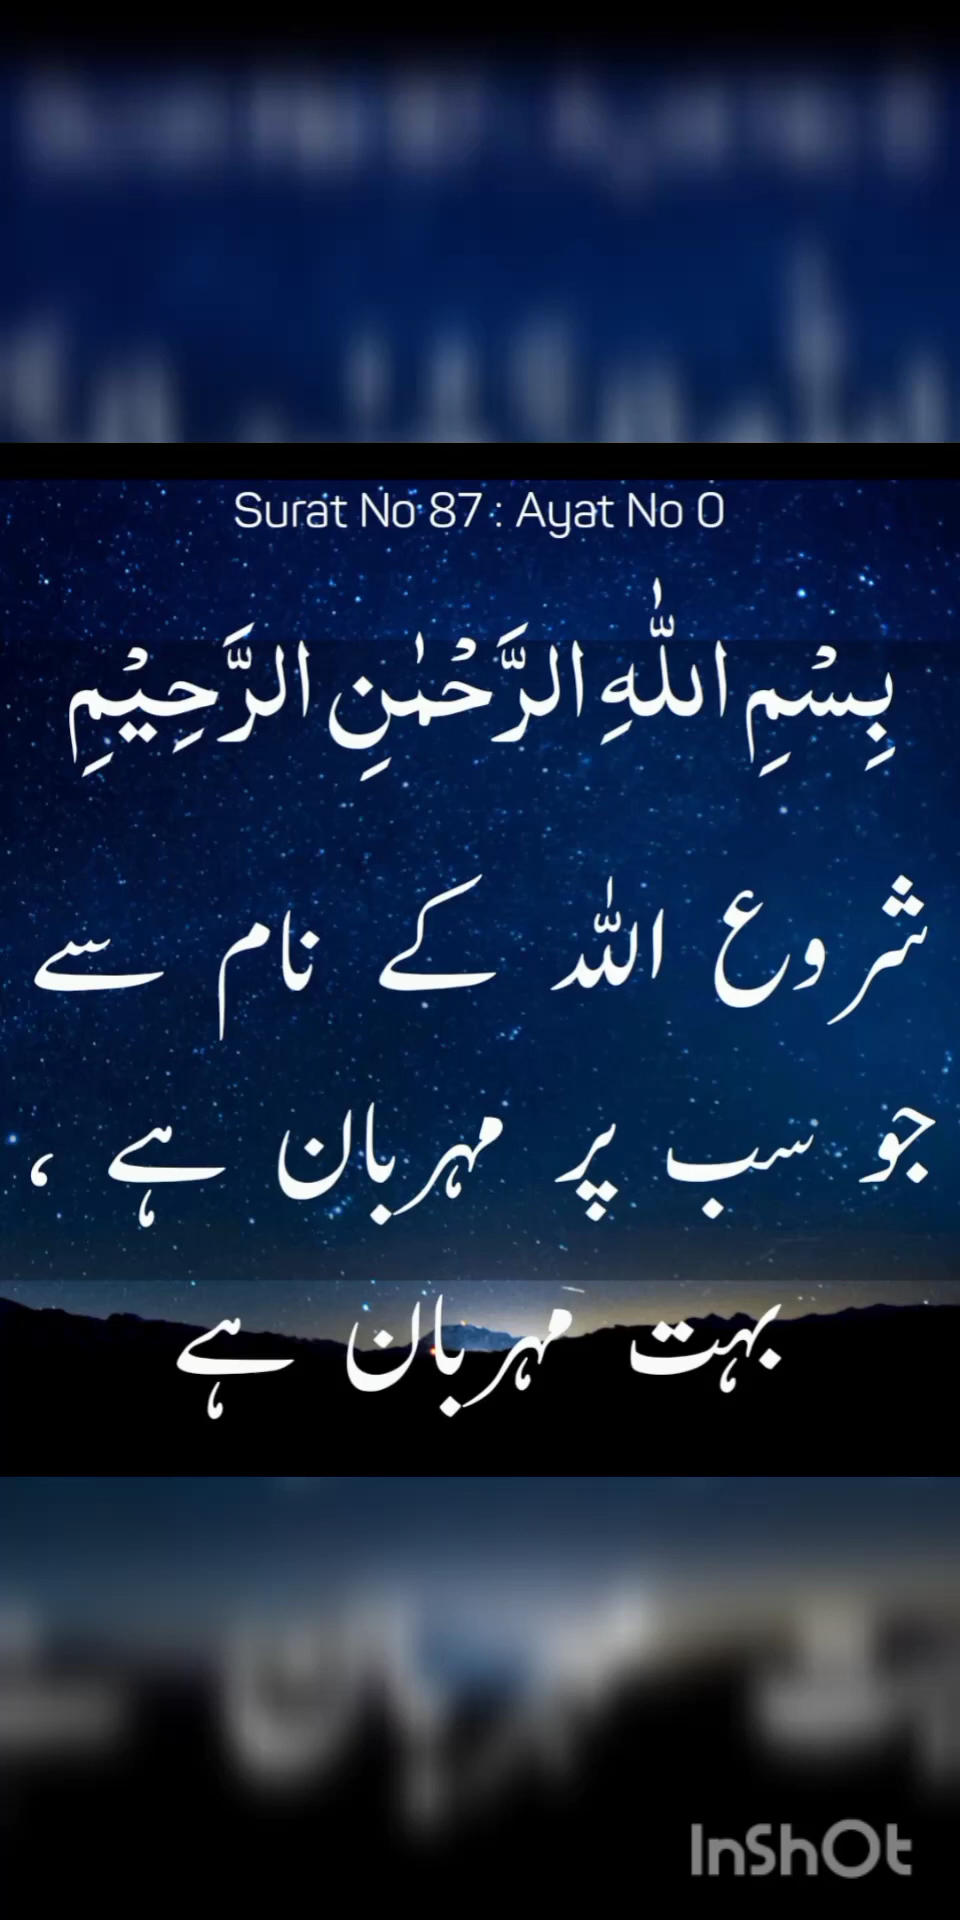 Surat No 87 : Ayat No 0
بِسْمِ اللّٰهِ الرَّحْمٰنِ الرَّحِيْمِ
شروع اللہ کے نام سے
جو سب پر مہربان ہے ،
بہت مہربان ہے
InShOt